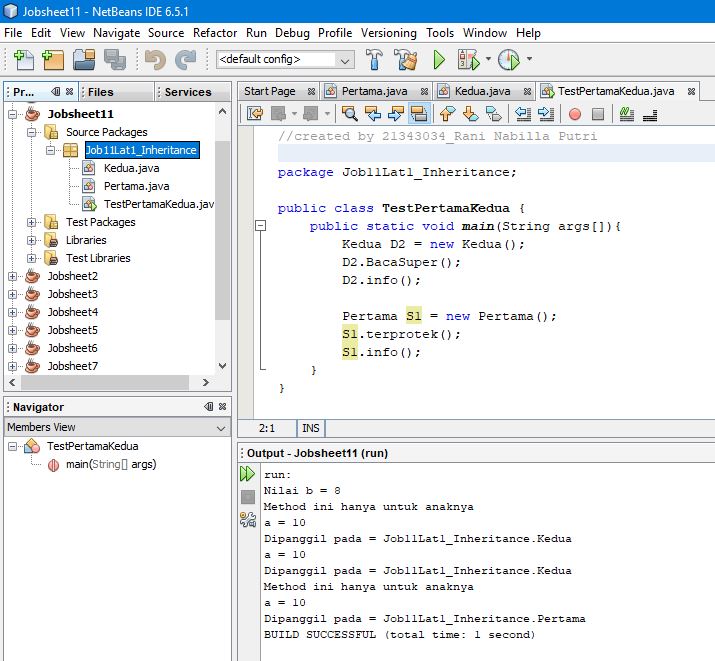 Jobsheet11 - NetBeans IDE 6.5.1
File Edit View Navigate Source Refactor Run Debug Profile Versioning Tools Window Help
<default config>
Pr... Files Services
Jobsheet11
Source Packages
Job11Lat1_Inheritance
Kedua.java
Pertama.java
TestPertamaKedua.jav
Test Packages
Libraries
Test Libraries
Jobsheet2
Jobsheet3
Jobsheet4
Jobsheet5
Jobsheet6
Jobsheet7
Navigator
Members View
TestPertamaKedua
main(String[] args)
Start Page Pertama.java Kedua.java TestPertamaKedua.java
//created by 21343034_Rani Nabilla Putri
package Job11Lat1_Inheritance;
public class TestPertamaKedua {
public static void main(String args[]){
Kedua D2 = new Kedua();
D2.BacaSuper();
D2.info();
Pertama S1 = new Pertama();
S1.terprotek();
S1.info();
}
}
2:1 INS
Output - Jobsheet11 (run)
run:
Nilai b = 8
Method ini hanya untuk anaknya
a = 10
Dipanggil pada = Job11Lat1_Inheritance.Kedua
a = 10
Dipanggil pada = Job11Lat1_Inheritance.Kedua
Method ini hanya untuk anaknya
a = 10
Dipanggil pada = Job11Lat1_Inheritance.Pertama
BUILD SUCCESSFUL (total time: 1 second)